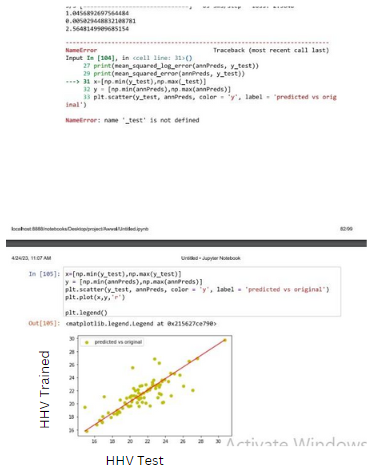 1.0456892697564484
0.005029448832108781
2.5648149909685154
NameError Traceback (most recent call last)
Input In [104], in <cell line: 31>()
27 print(mean_squared_log_error(annPreds, y_test))
29 print(mean_squared_error(annPreds, y_test))
---> 31 x=[np.min(y_test),np.max(_test)]
32 y = [np.min(annPreds),np.max(annPreds)]
33 plt.scatter(y_test, annPreds, color = 'y', label = 'predicted vs orig
inal')
NameError: name '_test' is not defined
localhost:8888/notebooks/Desktop/project/Awwal/Untitled.ipynb 62/99
4/24/23, 11:07 AM Untitled - Jupyter Notebook
In [105]: x=[np.min(y_test),np.max(y_test)]
y = [np.min(annPreds),np.max(annPreds)]
plt.scatter(y_test, annPreds, color = 'y', label = 'predicted vs original')
plt.plot(x,y,'r')
plt.legend()
Out[105]: <matplotlib.legend.Legend at 0x215627ce790>
predicted vs original
HHV Trained
30
28
26
24
22
20
18
16
16 18 20 22 24 26 28 30
Activate Windows
HHV Test